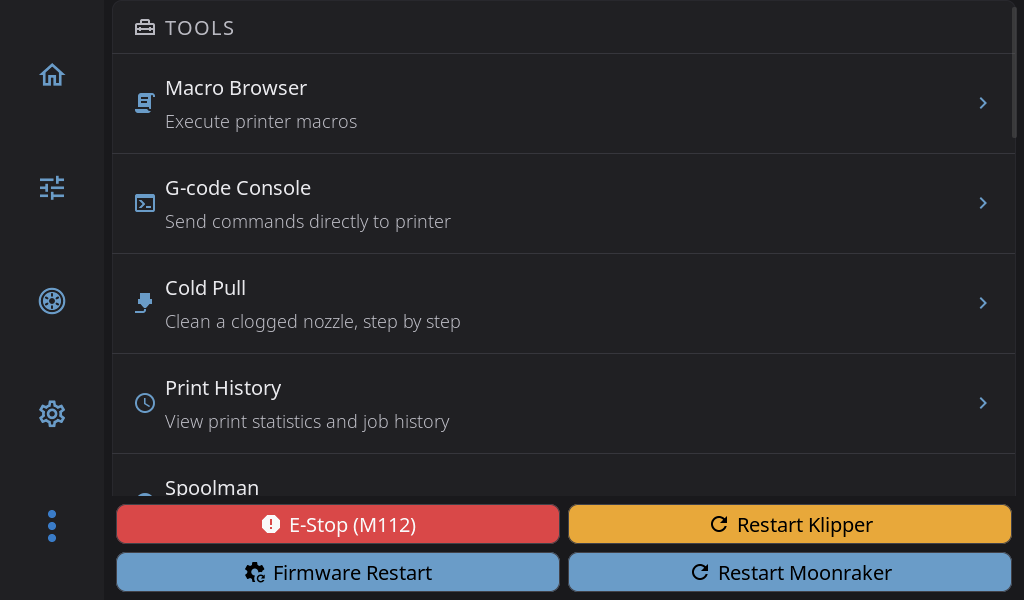 TOOLS
Macro Browser
Execute printer macros
G-code Console
Send commands directly to printer
Cold Pull
Clean a clogged nozzle, step by step
Print History
View print statistics and job history
Spoolman
E-Stop (M112)
Restart Klipper
Firmware Restart
Restart Moonraker